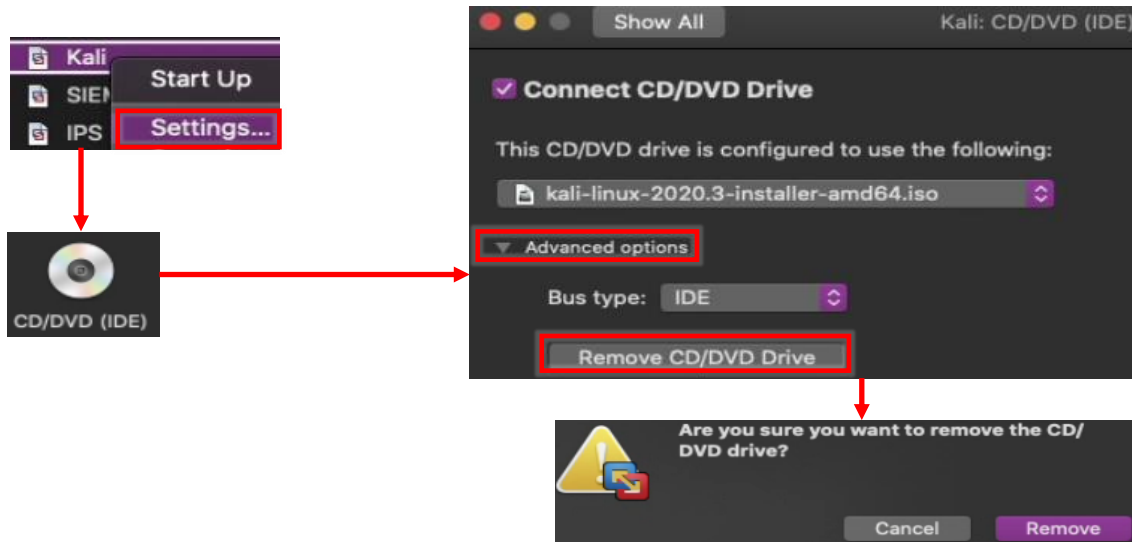 Kali
Start Up
SIEM
Settings...
IPS
CD/DVD (IDE)
Show All
Kali: CD/DVD (IDE)
Connect CD/DVD Drive
This CD/DVD drive is configured to use the following:
kali-linux-2020.3-installer-amd64.iso
Advanced options
Bus type: IDE
Remove CD/DVD Drive
Are you sure you want to remove the CD/
DVD drive?
Cancel Remove